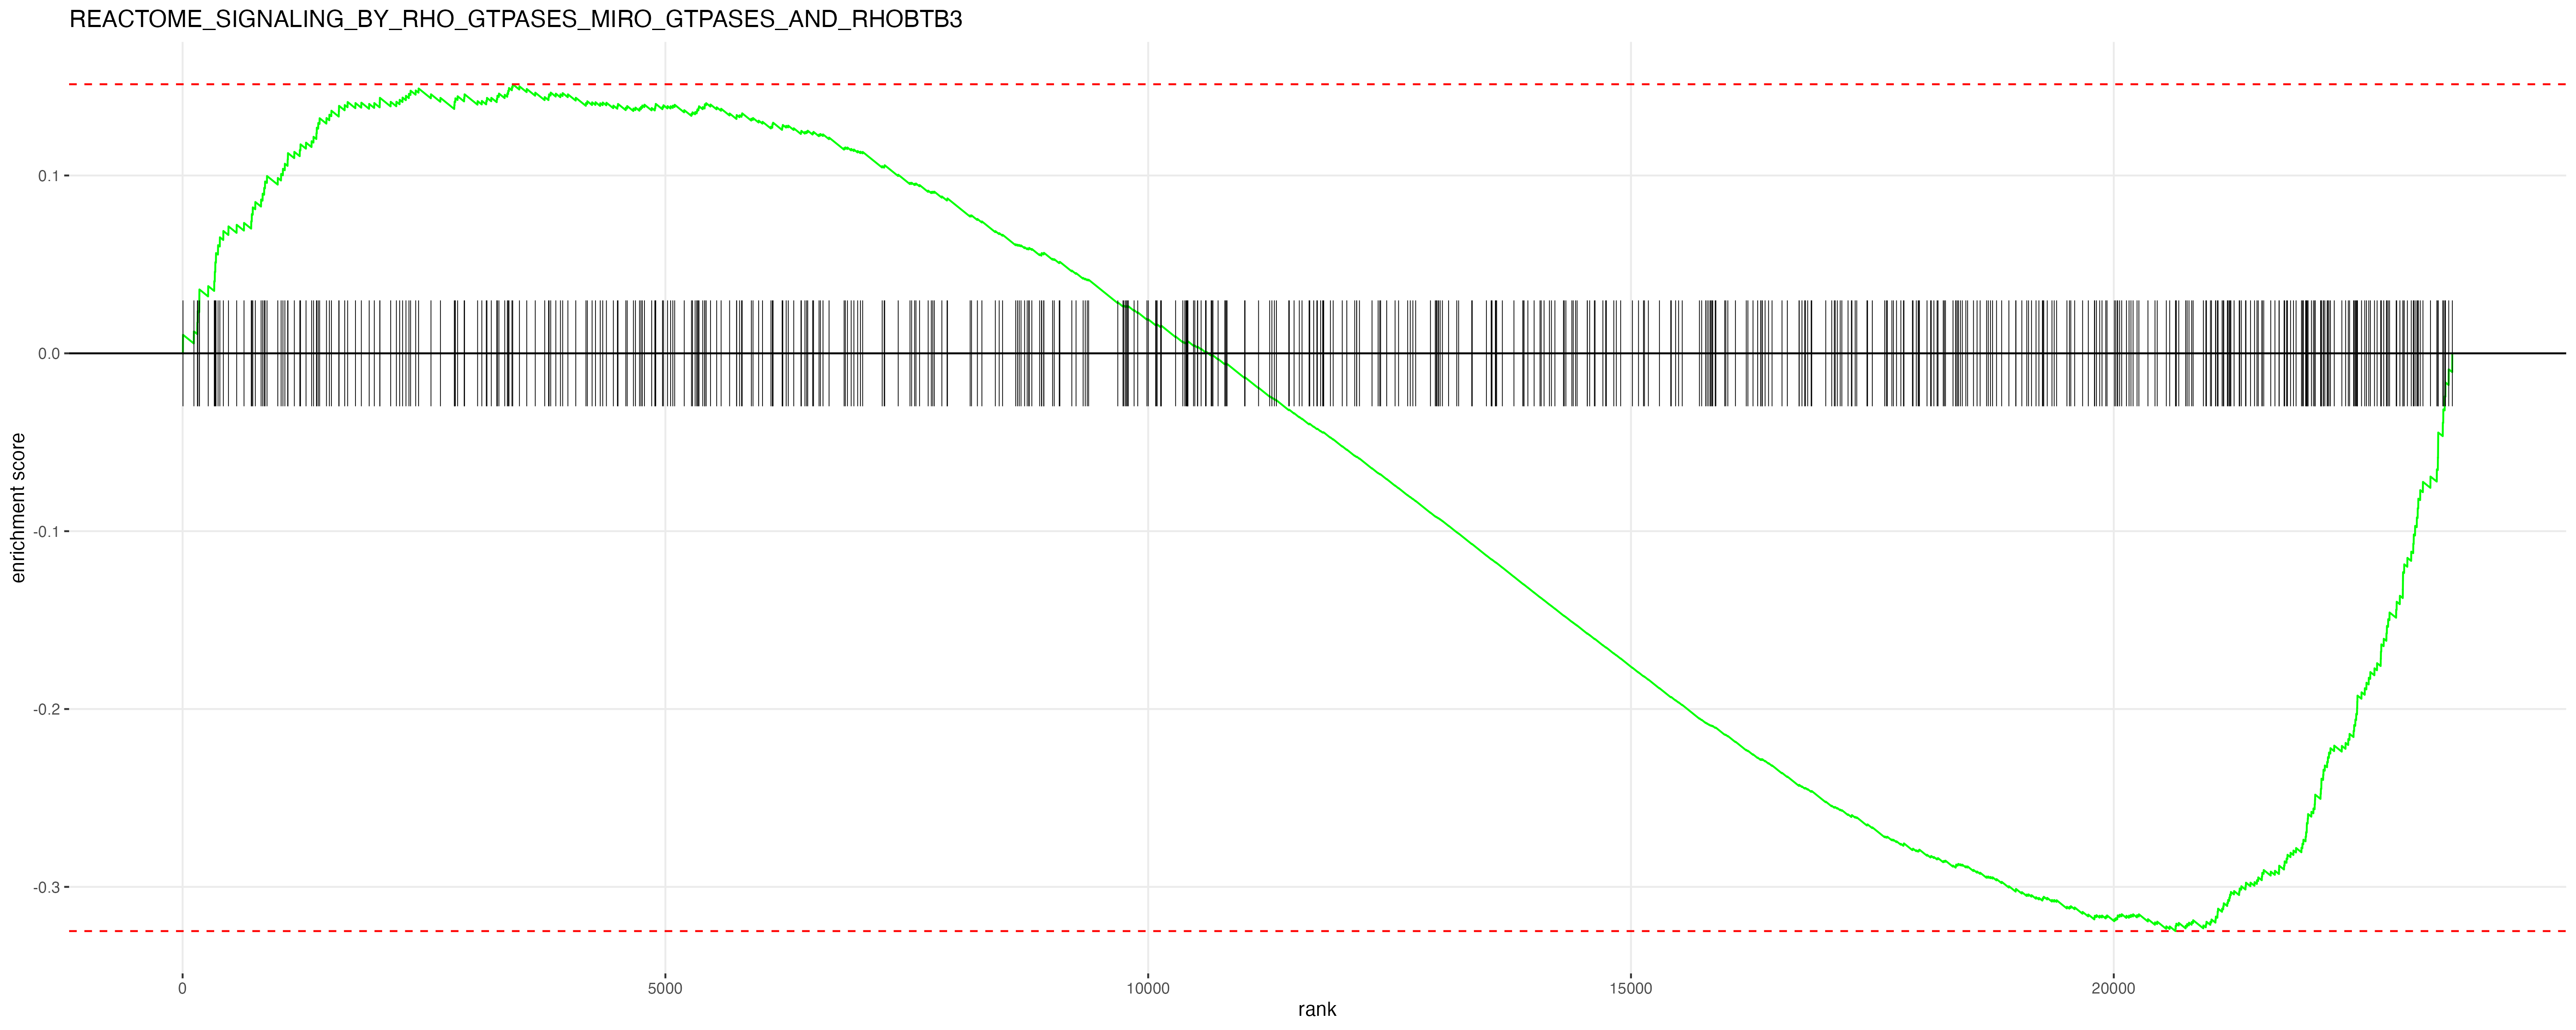 REACTOME_SIGNALING_BY_RHO_GTPASES_MIRO_GTPASES_AND_RHOBTB3
enrichment score
0.1
0.0
-0.1
-0.2
-0.3
0 5000 10000 15000 20000
rank